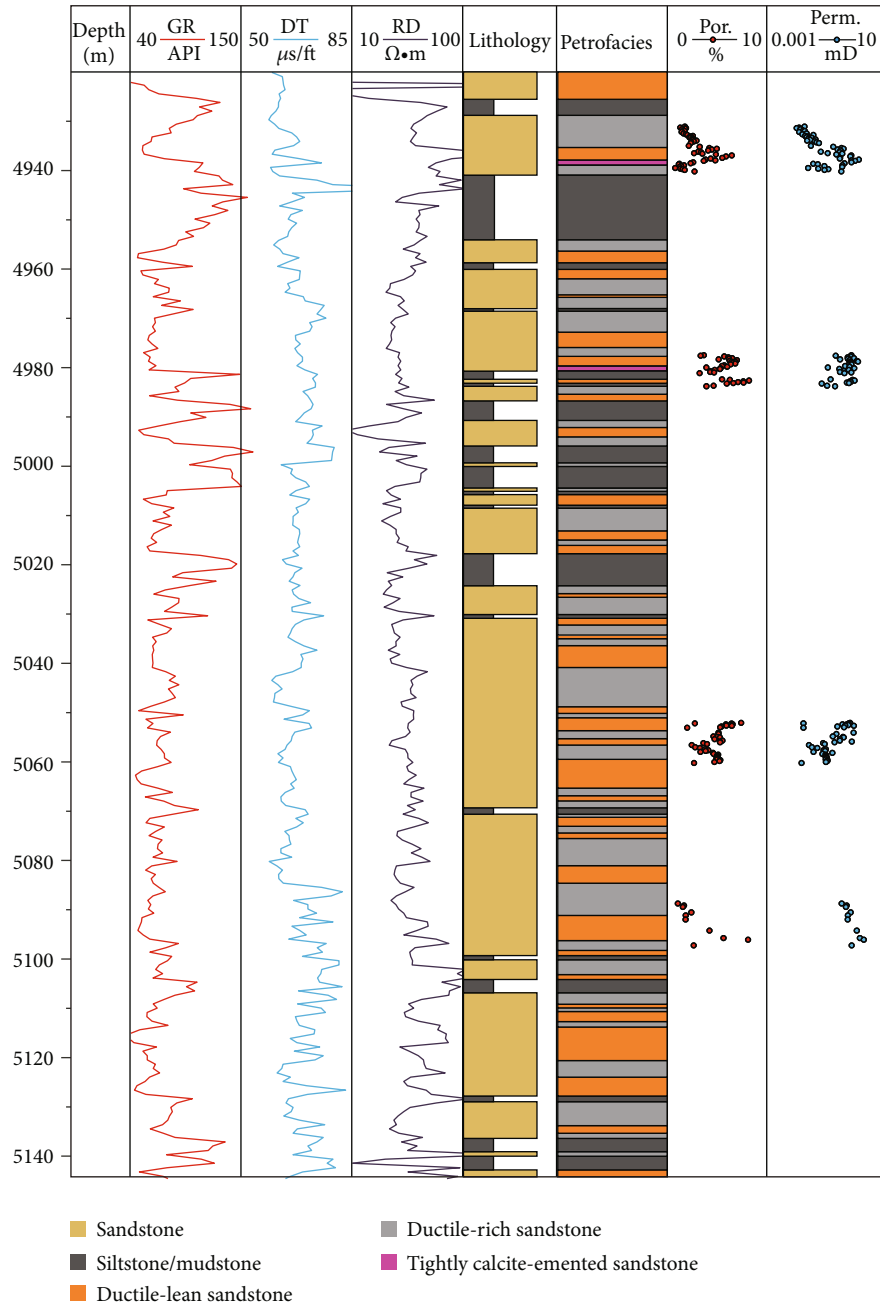 Depth (m)
GR
40 150
API
DT
50 85
μs/ft
RD
10 100
Ω•m
Lithology
Petrofacies
Por.
0 10
%
Perm.
0.001 10
mD
4940
4960
4980
5000
5020
5040
5060
5080
5100
5120
5140
Sandstone
Siltstone/mudstone
Ductile-lean sandstone
Ductile-rich sandstone
Tightly calcite-emented sandstone